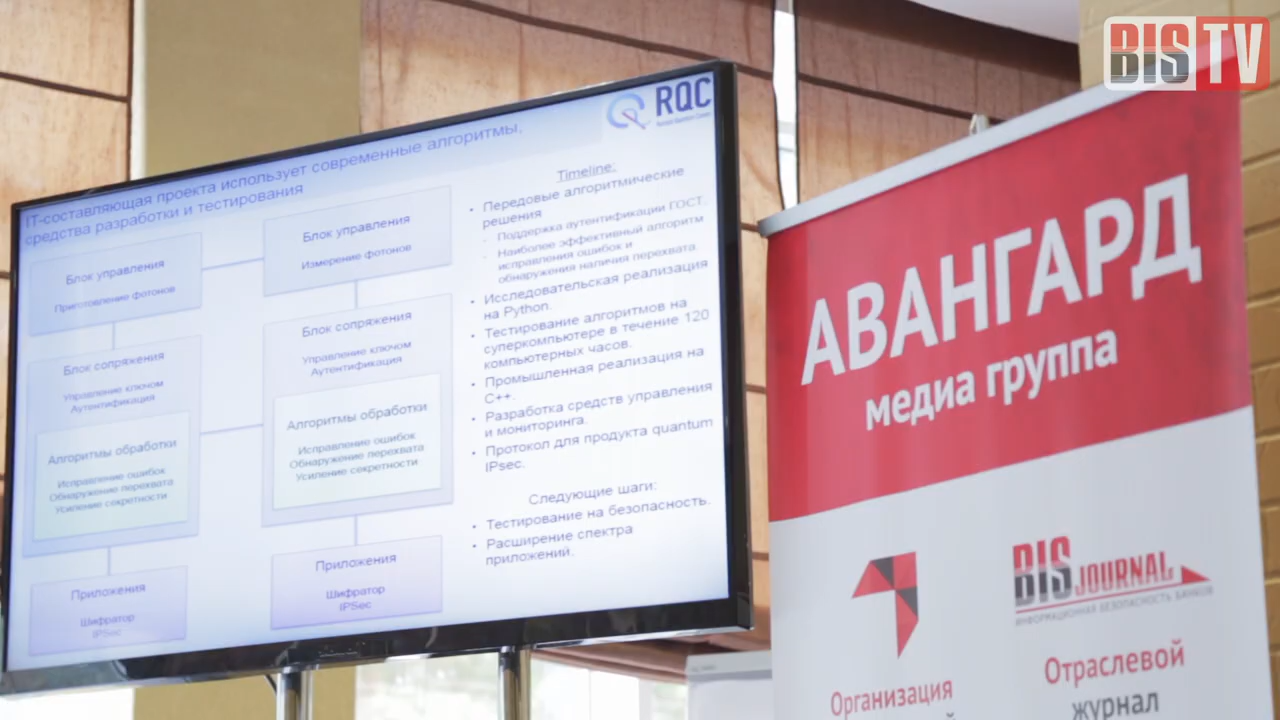 BIS TV
RQC
Russian Quantum Center
IT-составляющая проекта использует современные алгоритмы,
средства разработки и тестирования
Блок управления
Приготовление фотонов
Блок сопряжения
Управление ключом
Аутентификация
Алгоритмы обработки
Исправление ошибок
Обнаружение перехвата
Усиление секретности
Приложения
Шифратор
IPSec
Блок управления
Измерение фотонов
Блок сопряжения
Управление ключом
Аутентификация
Алгоритмы обработки
Исправление ошибок
Обнаружение перехвата
Усиление секретности
Приложения
Шифратор
IPSec
Timeline:
• Передовые алгоритмические
решения
- Поддержка аутентификации ГОСТ.
- Наиболее эффективный алгоритм
исправления ошибок и
обнаружения наличия перехвата.
• Исследовательская реализация
на Python.
• Тестирование алгоритмов на
суперкомпьютере в течение 120
компьютерных часов.
• Промышленная реализация на
C++.
• Разработка средств управления
и мониторинга.
• Протокол для продукта quantum
IPsec.
Следующие шаги:
• Тестирование на безопасность.
• Расширение спектра
приложений.
АВАНГАРД
медиа группа
BIS JOURNAL
ИНФОРМАЦИОННАЯ БЕЗОПАСНОСТЬ БАНКОВ
Организация
Отраслевой
журнал